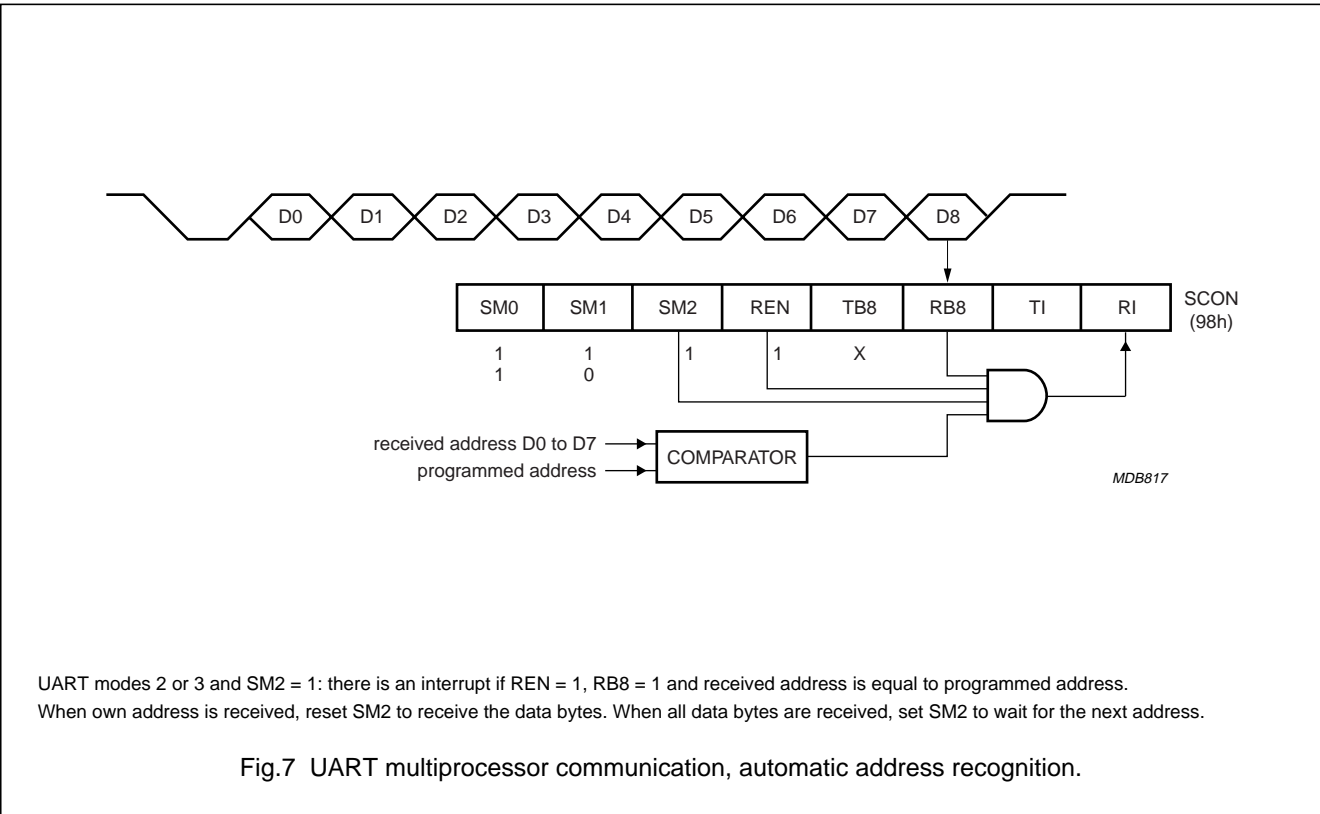 D0 D1 D2 D3 D4 D5 D6 D7 D8
SM0 SM1 SM2 REN TB8 RB8 TI RI
SCON
(98h)
1 1 1 1 X
1 0
received address D0 to D7
programmed address
COMPARATOR
MDB817
UART modes 2 or 3 and SM2 = 1: there is an interrupt if REN = 1, RB8 = 1 and received address is equal to programmed address.
When own address is received, reset SM2 to receive the data bytes. When all data bytes are received, set SM2 to wait for the next address.
Fig.7 UART multiprocessor communication, automatic address recognition.